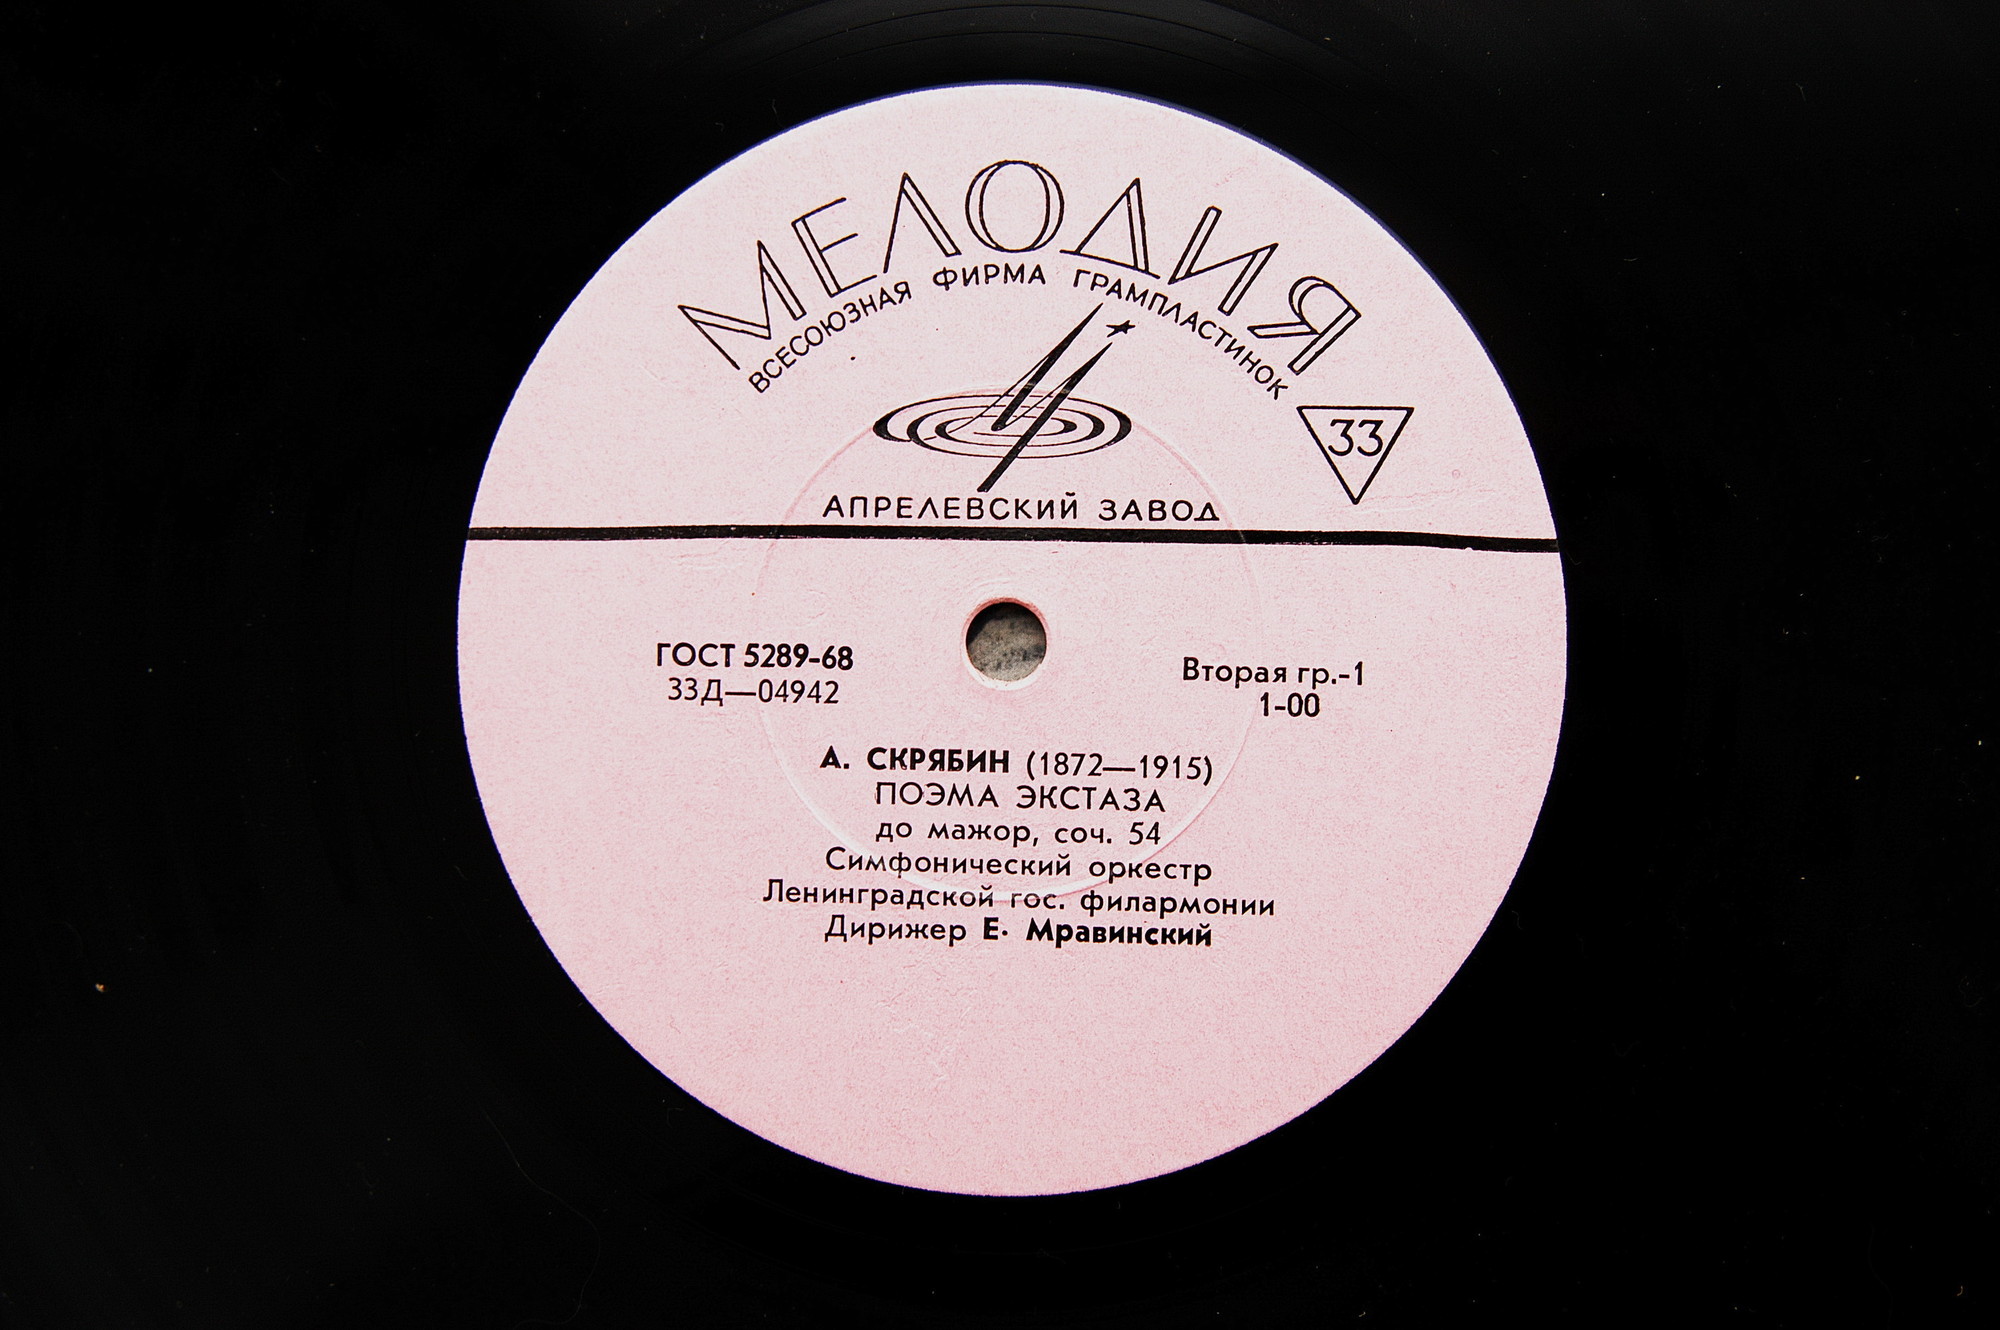 МЕЛОДИЯ
ВСЕСОЮЗНАЯ ФИРМА ГРАМПЛАСТИНОК
33
АПРЕЛЕВСКИЙ ЗАВОД
ГОСТ 5289-68
33Д—04942
Вторая гр.-1
1-00
А. СКРЯБИН (1872—1915)
ПОЭМА ЭКСТАЗА
до мажор, соч. 54
Симфонический оркестр
Ленинградской гос. филармонии
Дирижер Е. Мравинский